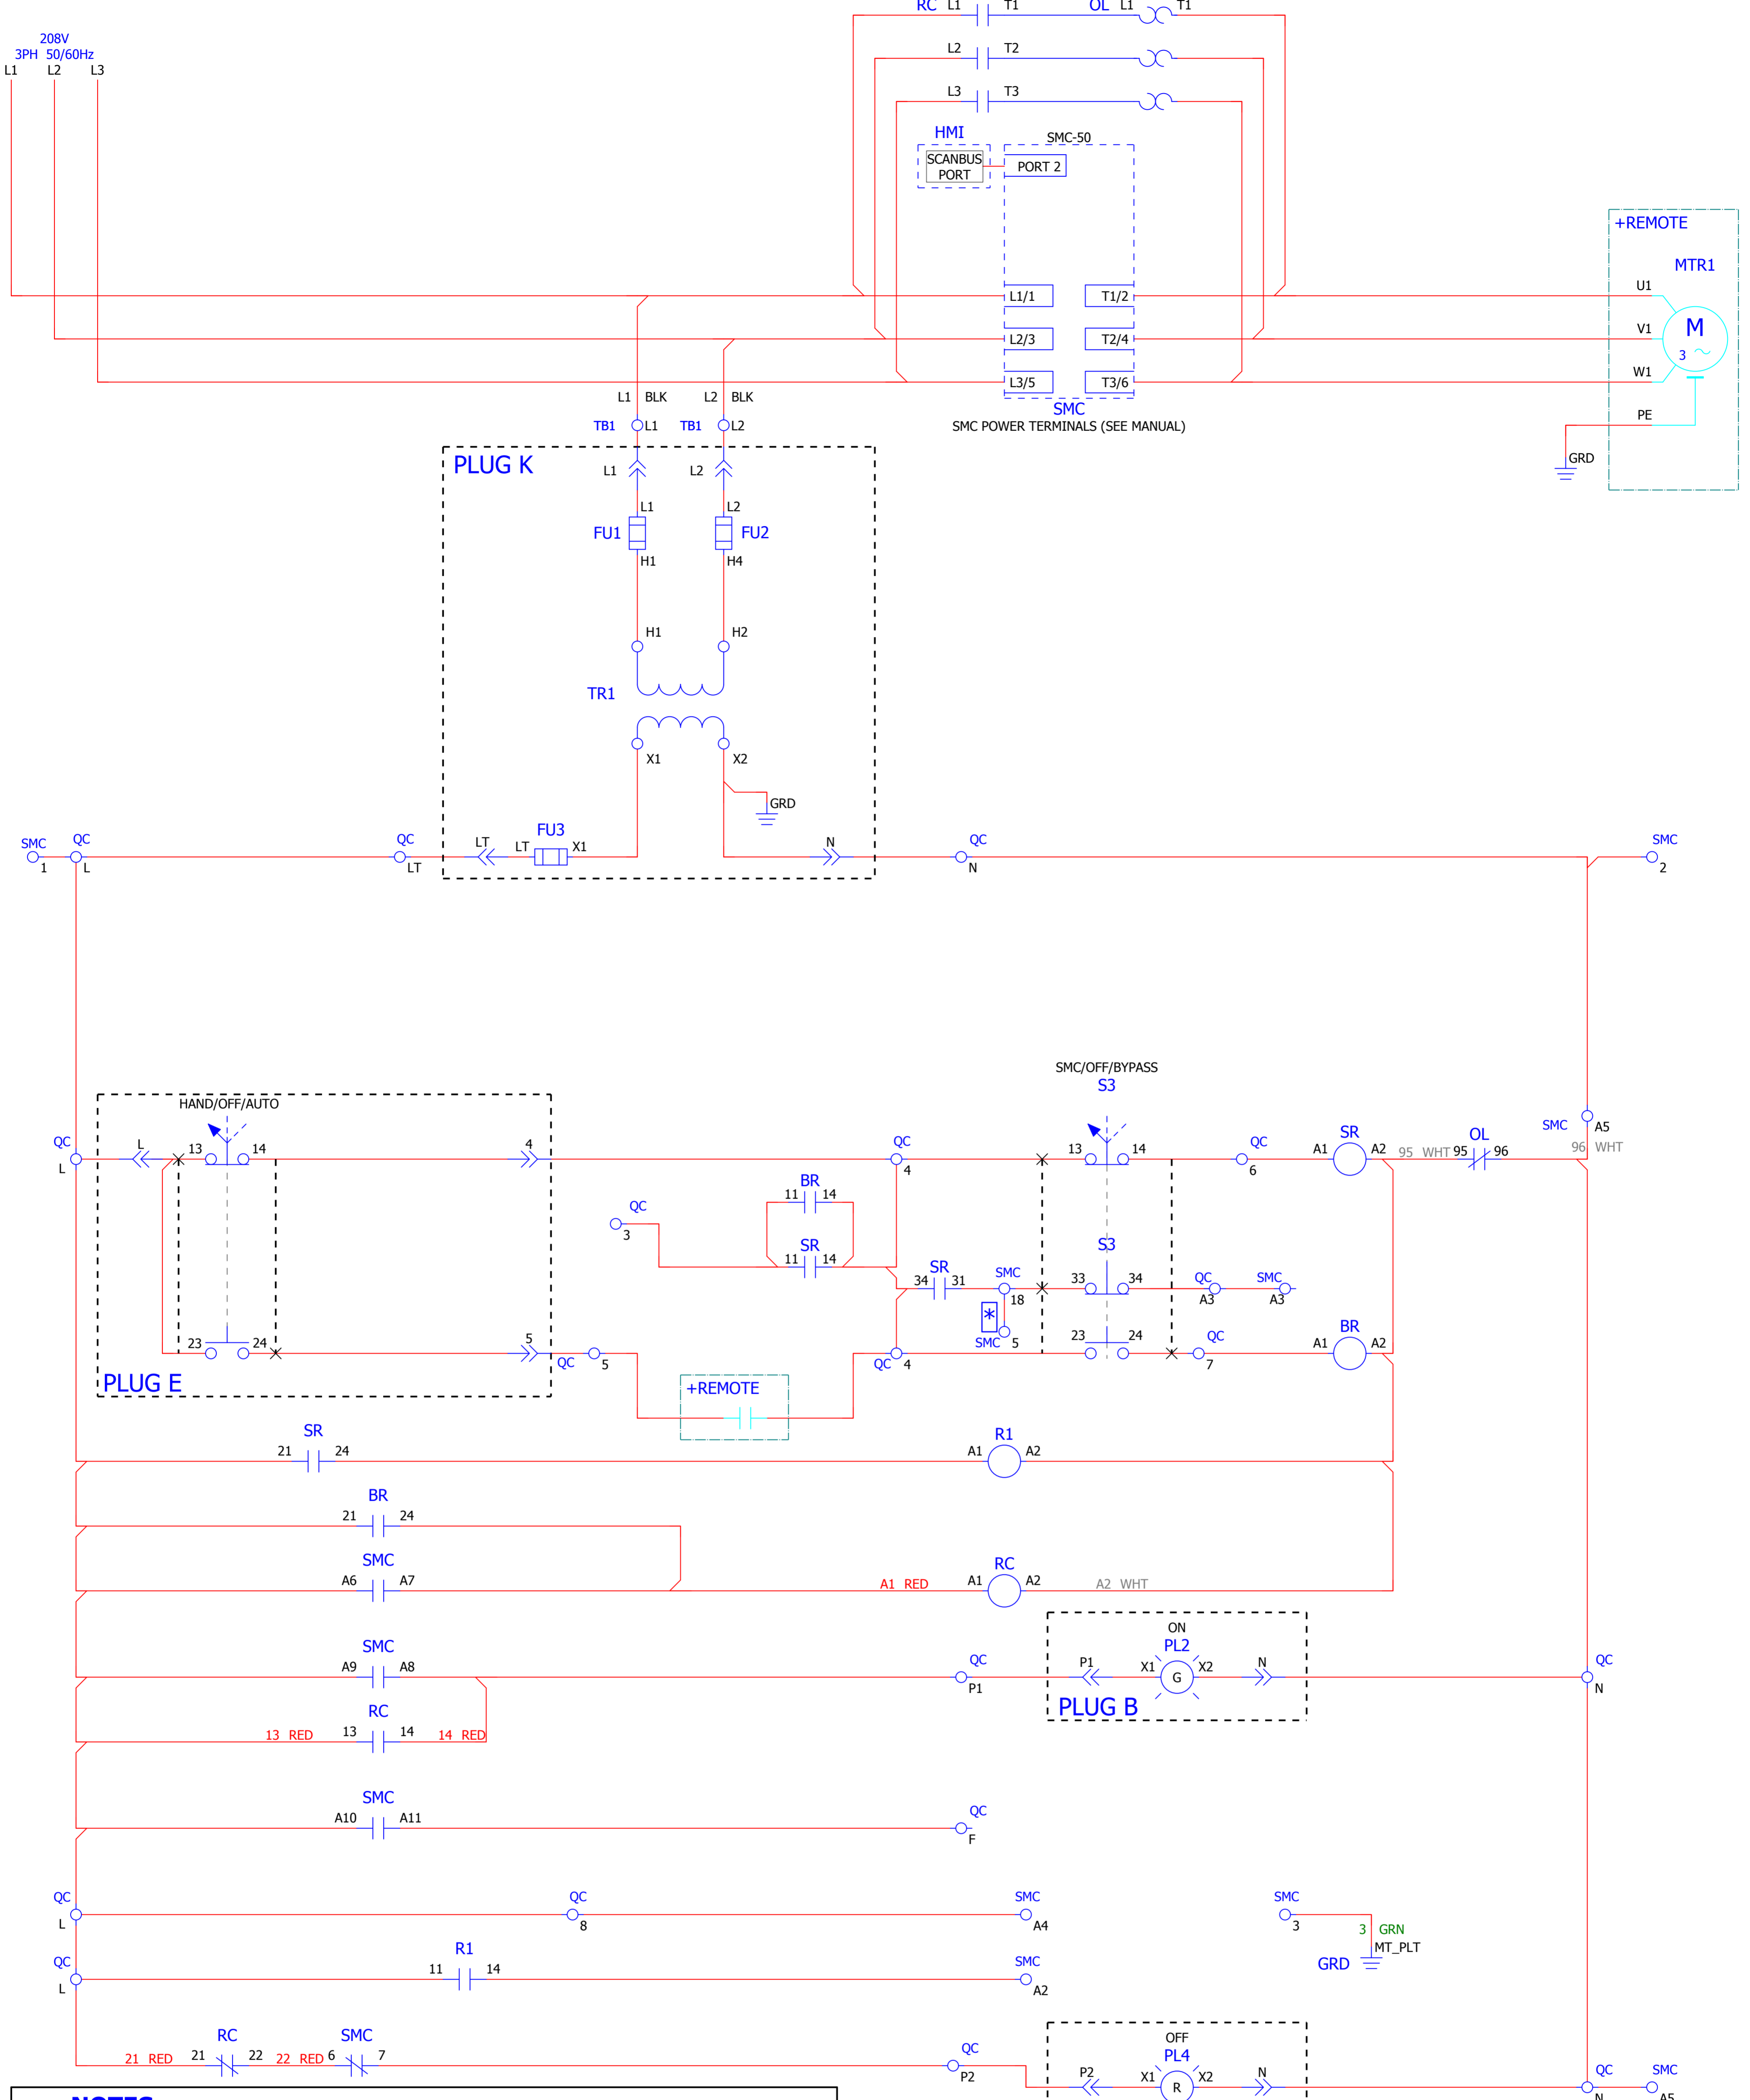 RC L1 T1 OL L1 T1
208V
3PH 50/60Hz
L1 L2 L3
L2 T2
L3 T3
HMI
SMC-50
SCANBUS
PORT
PORT 2
+REMOTE
MTR1
L1/1 T1/2 U1
L2/3 T2/4 V1
M
3
L3/5 T3/6 W1
L1 BLK L2 BLK
SMC
SMC POWER TERMINALS (SEE MANUAL)
PE
GRD
TB1 L1 TB1 L2
PLUG K
L1 L2
L1 L2
FU1 FU2
H1 H4
H1 H2
TR1
X1 X2
GRD
SMC QC QC FU3 QC SMC
LT LT X1 N
1 L LT N 2
SMC/OFF/BYPASS
S3
HAND/OFF/AUTO
SMC A5
QC L 13 14 4 QC 13 14 QC SR OL
A1 A2 95 WHT 95 96 96 WHT
L 4 6
BR
11 14
QC
3
SR
11 14
S3
SR
34 31 SMC 33 34 QC SMC
18 A3 A3
*
SMC 5
23 24 5 23 24 QC BR
QC 5 QC 4 7 A1 A2
PLUG E
+REMOTE
SR R1
21 24 A1 A2
BR
21 24
SMC RC
A6 A7 A1 RED A1 A2 A2 WHT
ON
SMC PL2
A9 A8 QC P1 X1 G X2 N QC
P1 N
PLUG B
RC
13 RED 13 14 14 RED
SMC
A10 A11 QC
F
QC QC SMC SMC
L 8 A4 3
3 GRN
MT_PLT
GRD
QC R1 SMC
L 11 14 A2
OFF
RC SMC PL4
21 RED 21 22 22 RED 6 7 QC P2 X1 R X2 N QC SMC
P2 N A5
NOTES